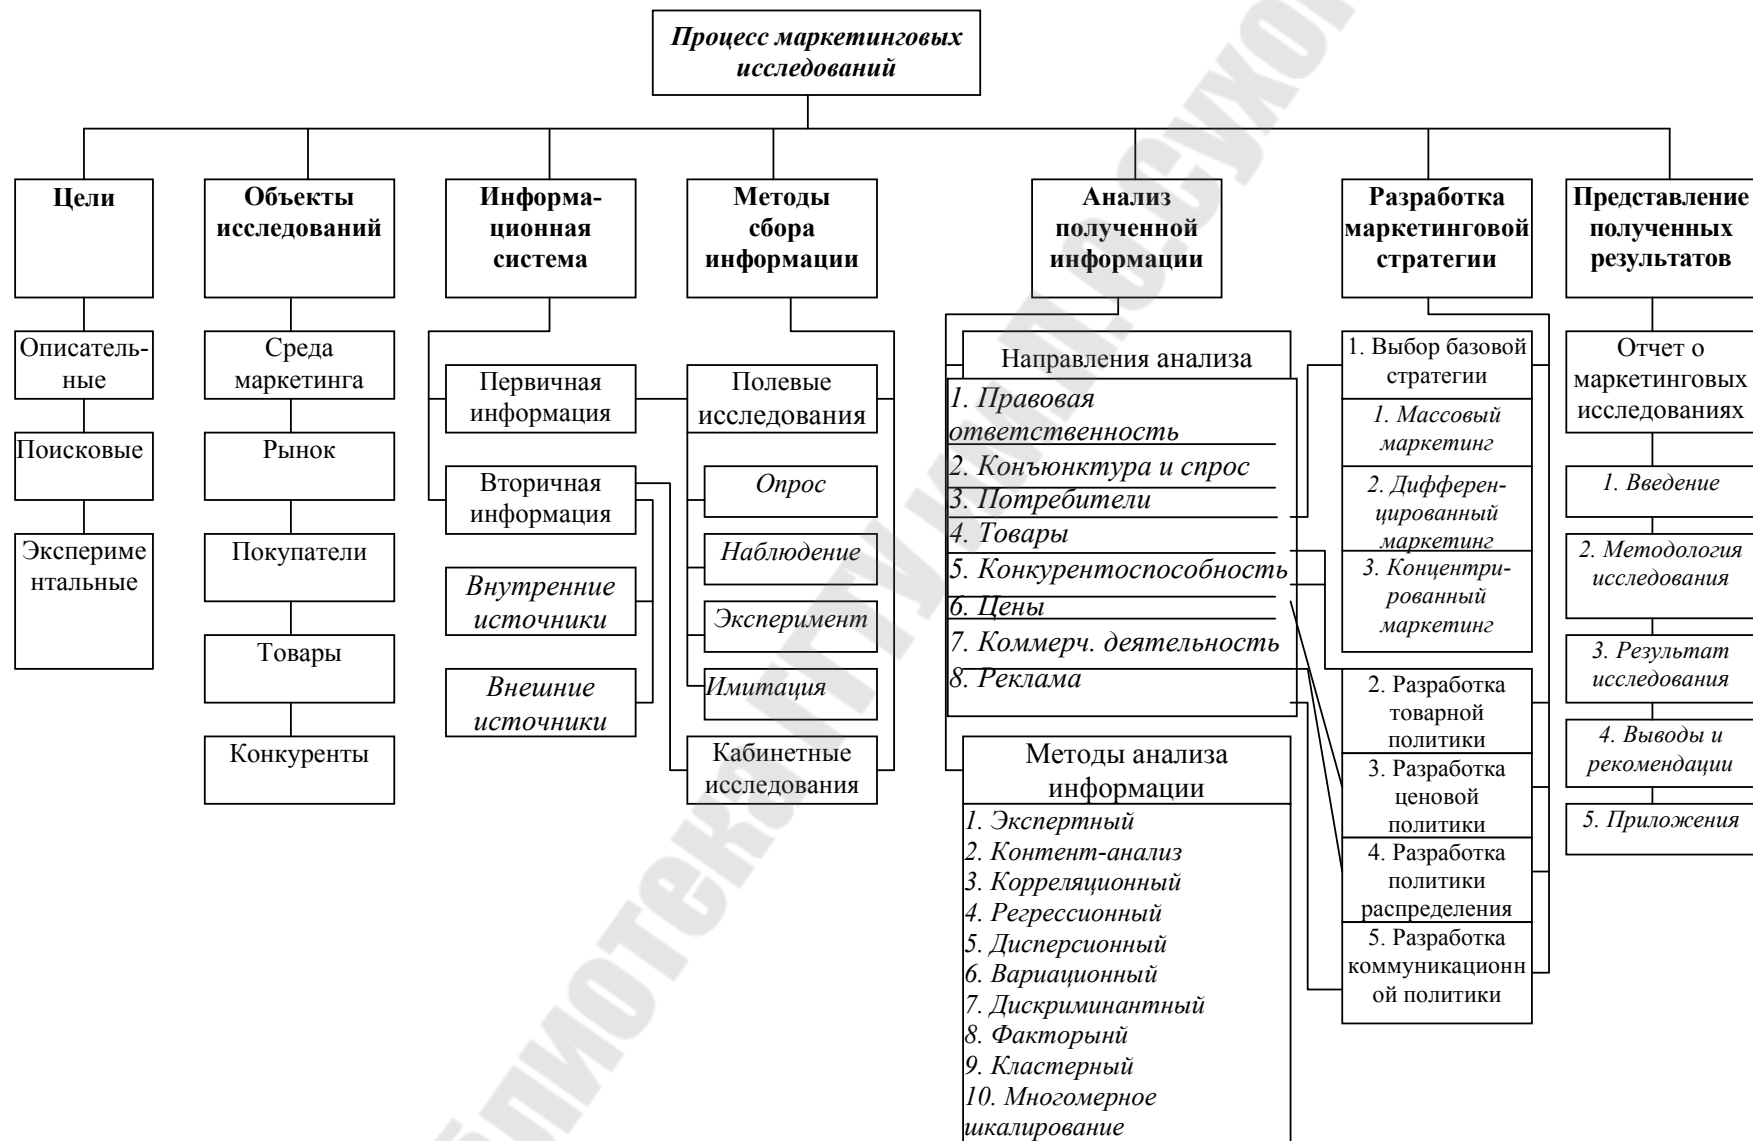 Процесс маркетинговых
исследований
Цели
Объекты
исследований
Информа-
ционная
система
Методы
сбора
информации
Анализ
полученной
информации
Разработка
маркетинговой
стратегии
Представление
полученных
результатов
Описатель-
ные
Поисковые
Экспериме
нтальные
Среда
маркетинга
Рынок
Покупатели
Товары
Конкуренты
Первичная
информация
Вторичная
информация
Внутренние
источники
Внешние
источники
Полевые
исследования
Опрос
Наблюдение
Эксперимент
Имитация
Кабинетные
исследования
Направления анализа
1. Правовая
ответственность
2. Конъюнктура и спрос
3. Потребители
4. Товары
5. Конкурентоспособность
6. Цены
7. Коммерч. деятельность
8. Реклама
Методы анализа
информации
1. Экспертный
2. Контент-анализ
3. Корреляционный
4. Регрессионный
5. Дисперсионный
6. Вариационный
7. Дискриминантный
8. Факторынй
9. Кластерный
10. Многомерное
шкалирование
1. Выбор базовой
стратегии
1. Массовый
маркетинг
2. Дифферен-
цированный
маркетинг
3. Концентри-
рованный
маркетинг
2. Разработка
товарной
политики
3. Разработка
ценовой
политики
4. Разработка
политики
распределения
5. Разработка
коммуникационн
ой политики
Отчет о
маркетинговых
исследованиях
1. Введение
2. Методология
исследования
3. Результат
исследования
4. Выводы и
рекомендации
5. Приложения